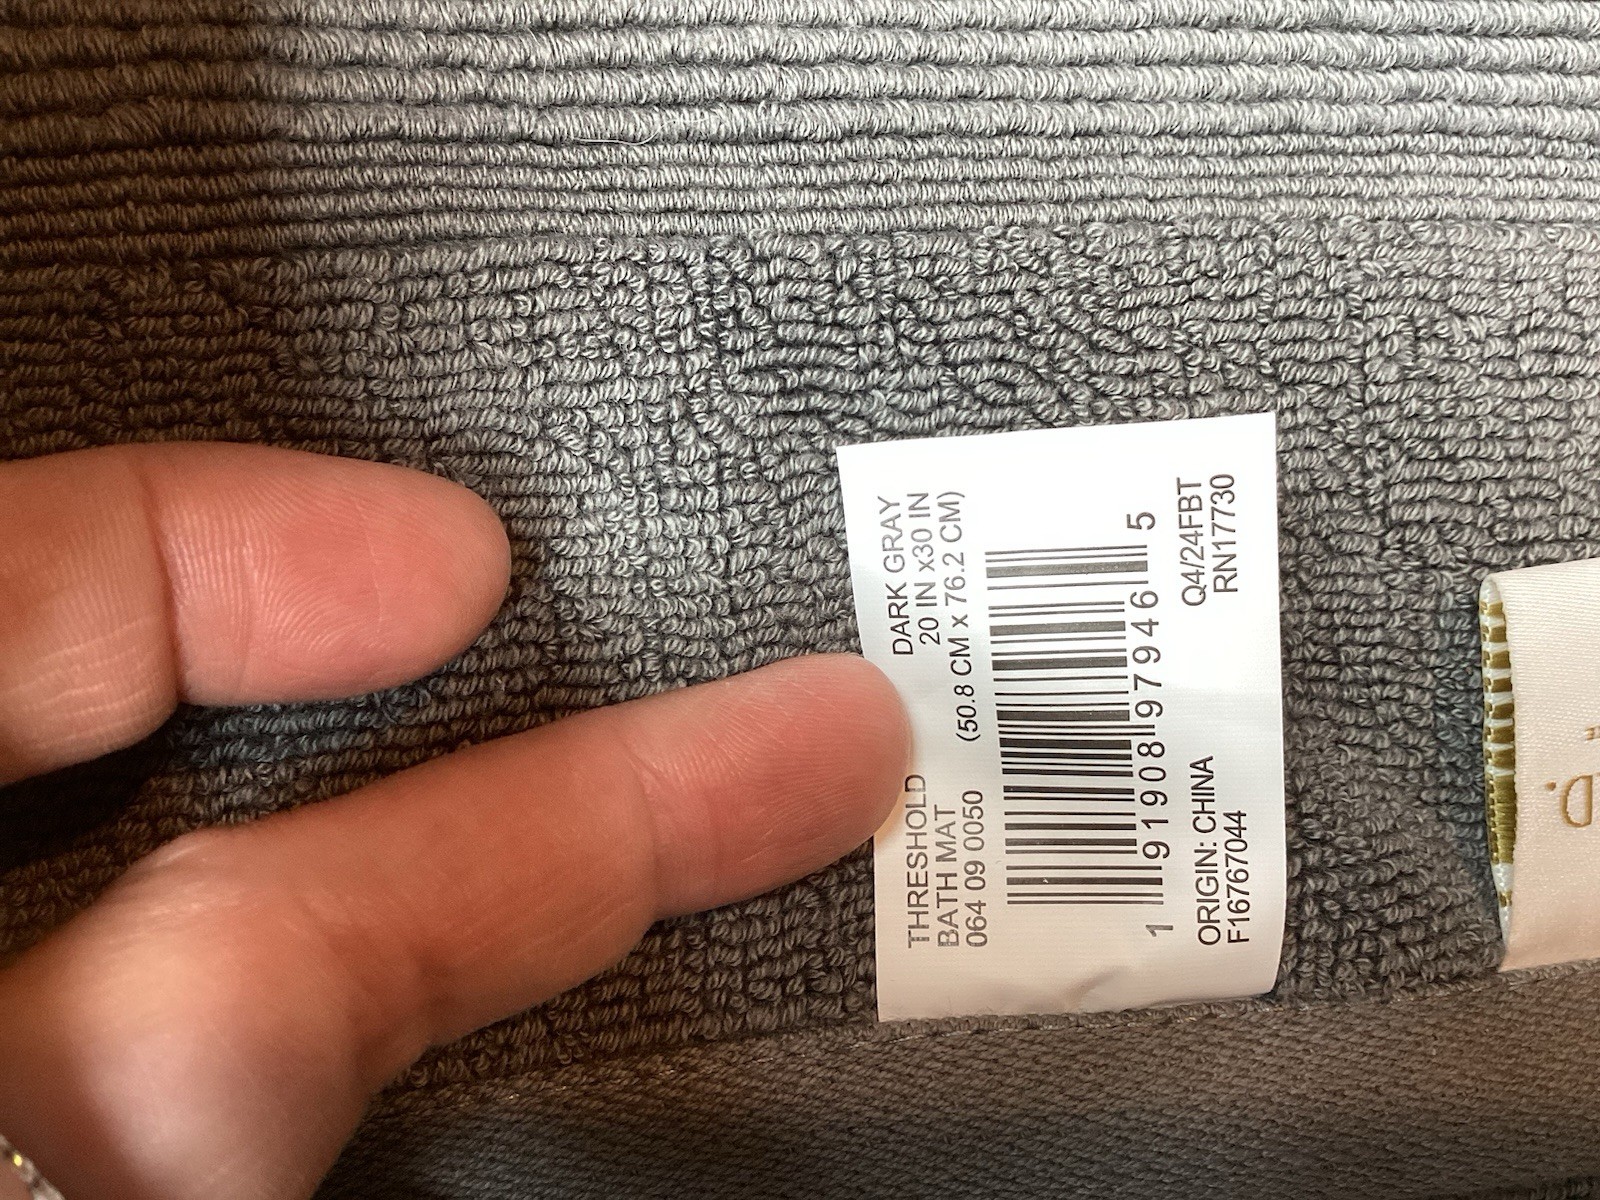 THRESHOLD DARK GRAY
BATH MAT 20 IN x30 IN
064 09 0050 (50.8 CM x 76.2 CM)
1 91908 97946 5
ORIGIN: CHINA Q4/24FBT
F16767044 RN17730
D.